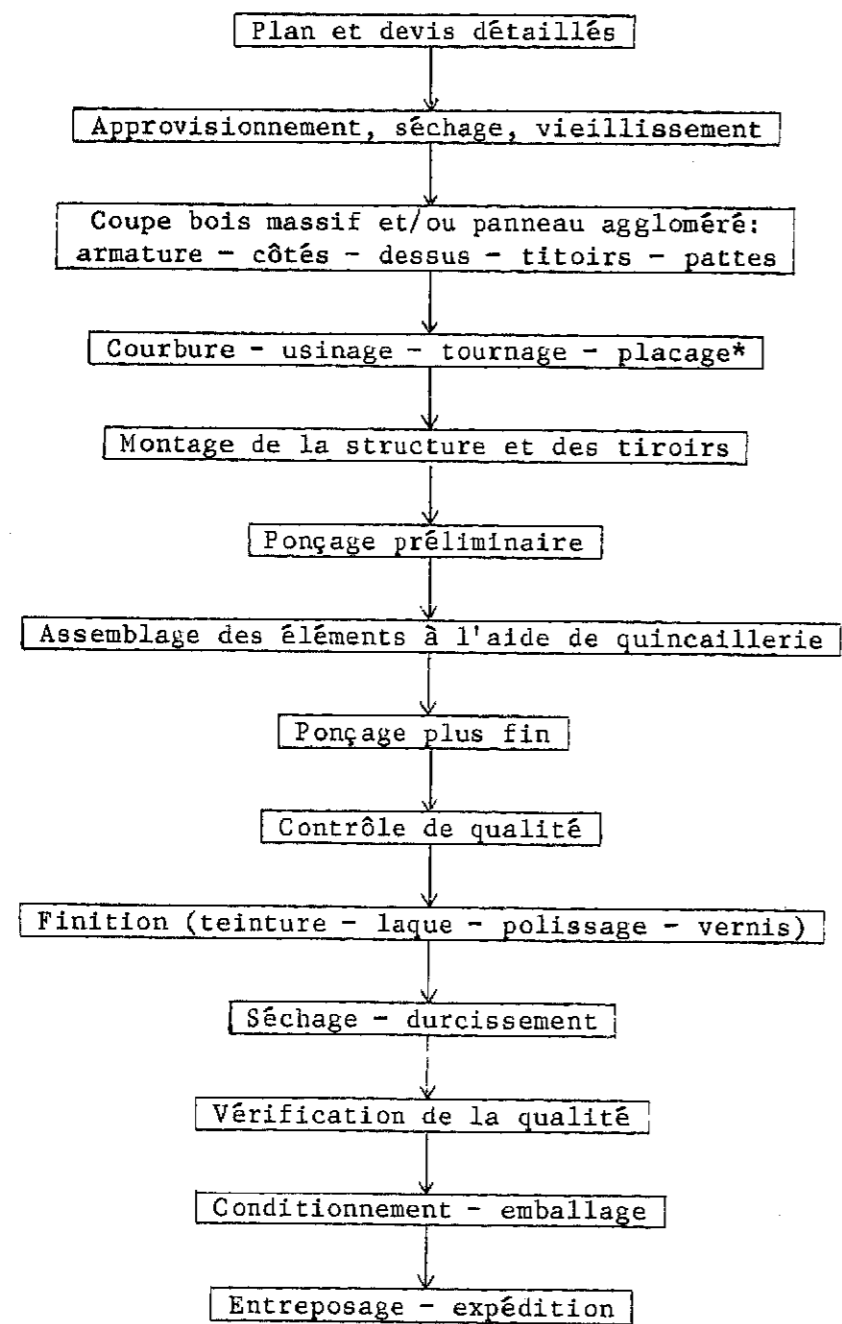 Plan et devis détaillés
Approvisionnement, séchage, vieillissement
Coupe bois massif et/ou panneau aggloméré:
armature - côtés - dessus - titoirs - pattes
Courbure - usinage - tournage - placage*
Montage de la structure et des tiroirs
Ponçage préliminaire
Assemblage des éléments à l'aide de quincaillerie
Ponçage plus fin
Contrôle de qualité
Finition (teinture - laque - polissage - vernis)
Séchage - durcissement
Vérification de la qualité
Conditionnement - emballage
Entreposage - expédition